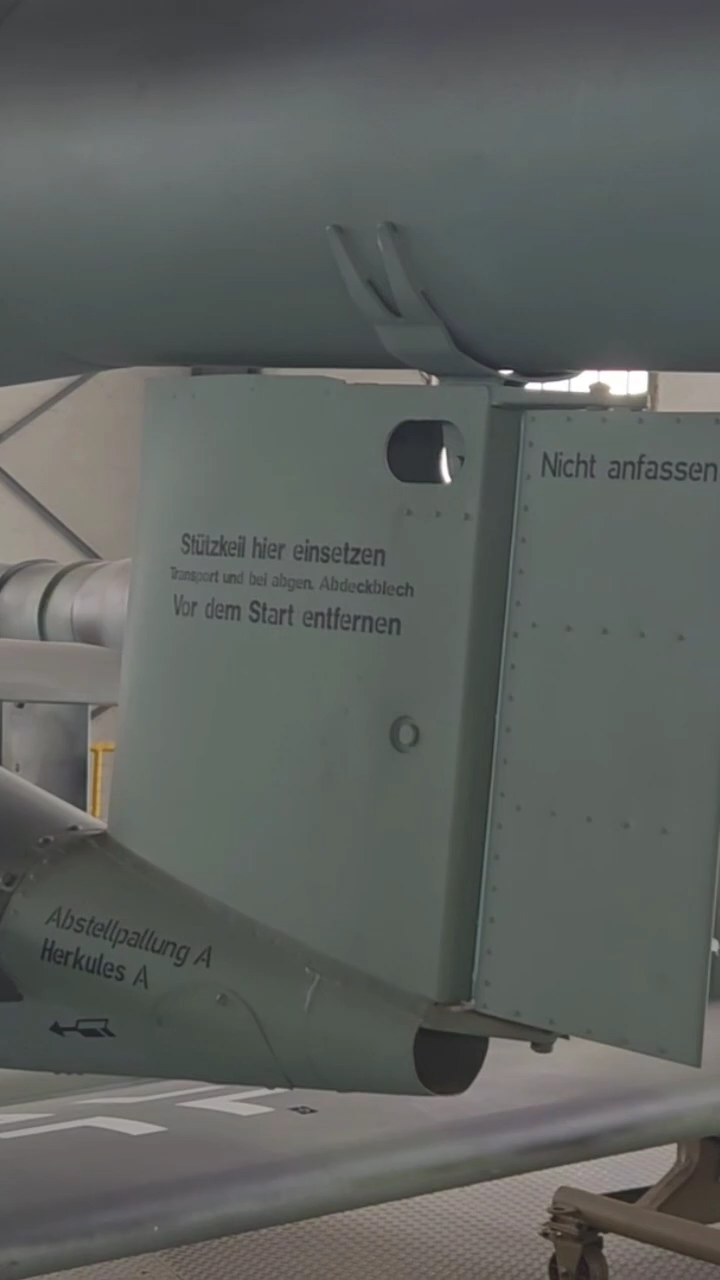 Nicht anfassen
Stützkeil hier einsetzen
Transport und bei abgen. Abdeckblech
Vor dem Start entfernen
Abstellpallung A
Herkules A